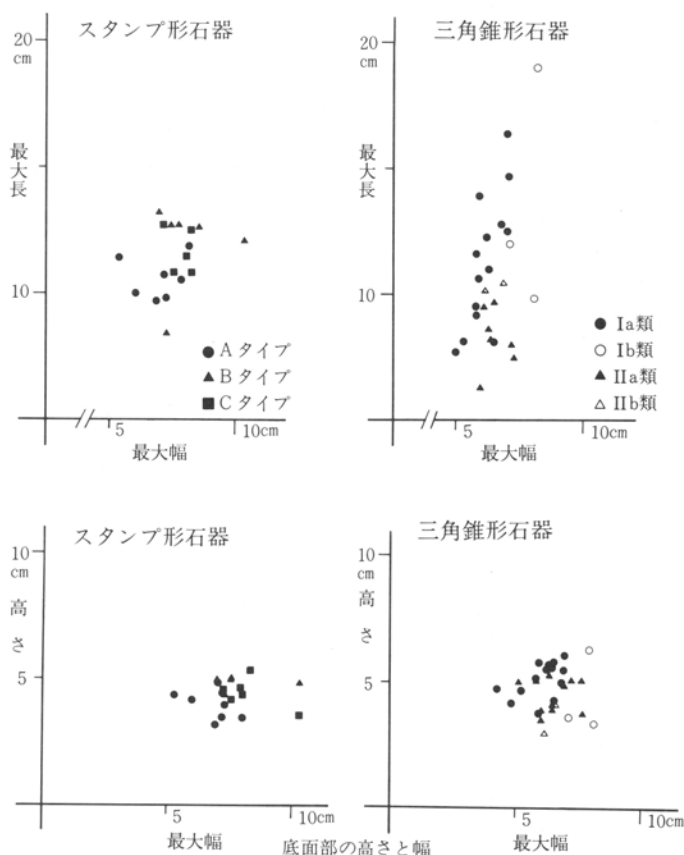 スタンプ形石器
20
cm
最大長
10
●Aタイプ
▲Bタイプ
■Cタイプ
5
10cm
最大幅
三角錐形石器
20
cm
最大長
10
●Ia類
○Ib類
▲IIa類
△IIb類
5
10cm
最大幅
スタンプ形石器
10
cm
高さ
5
5
10cm
最大幅
三角錐形石器
10
cm
高さ
5
5
10cm
最大幅
底面部の高さと幅